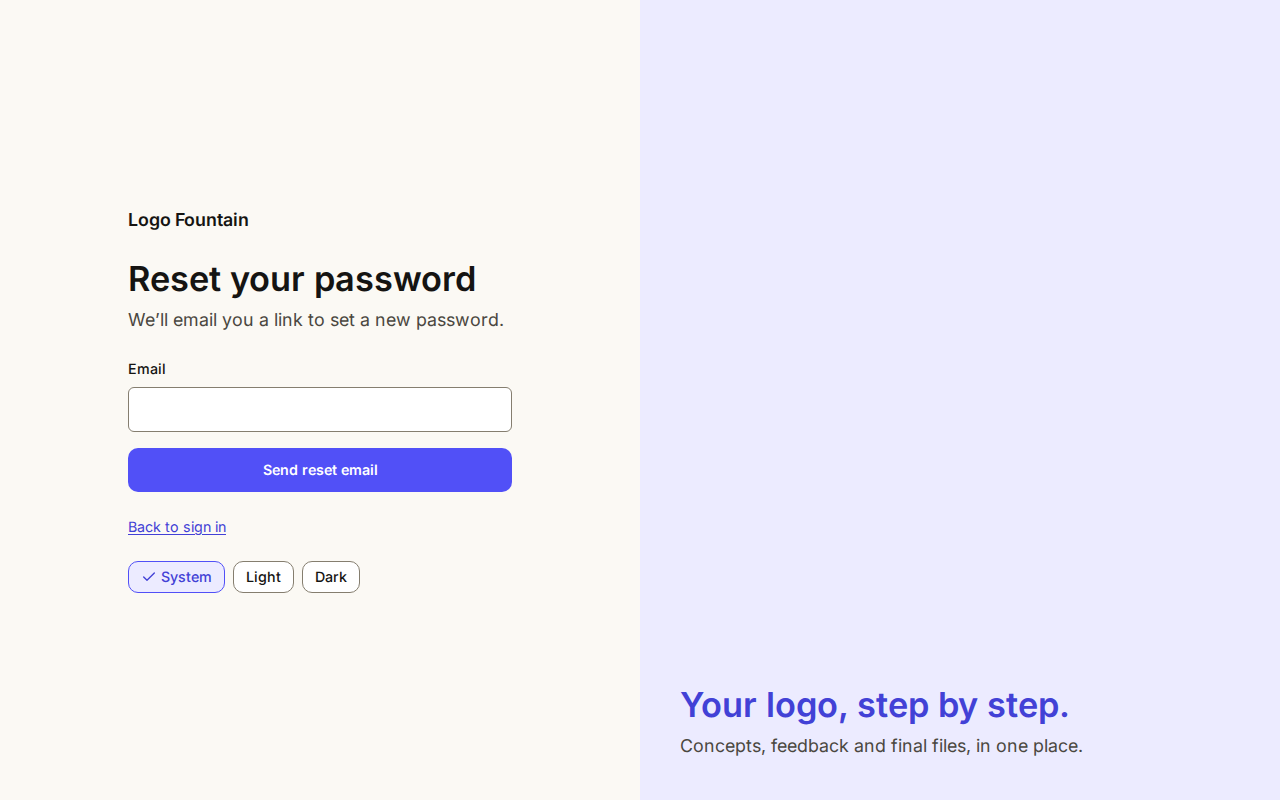 Logo Fountain
Reset your password
We’ll email you a link to set a new password.
Email
Send reset email
Back to sign in
System
Light
Dark
Your logo, step by step.
Concepts, feedback and final files, in one place.